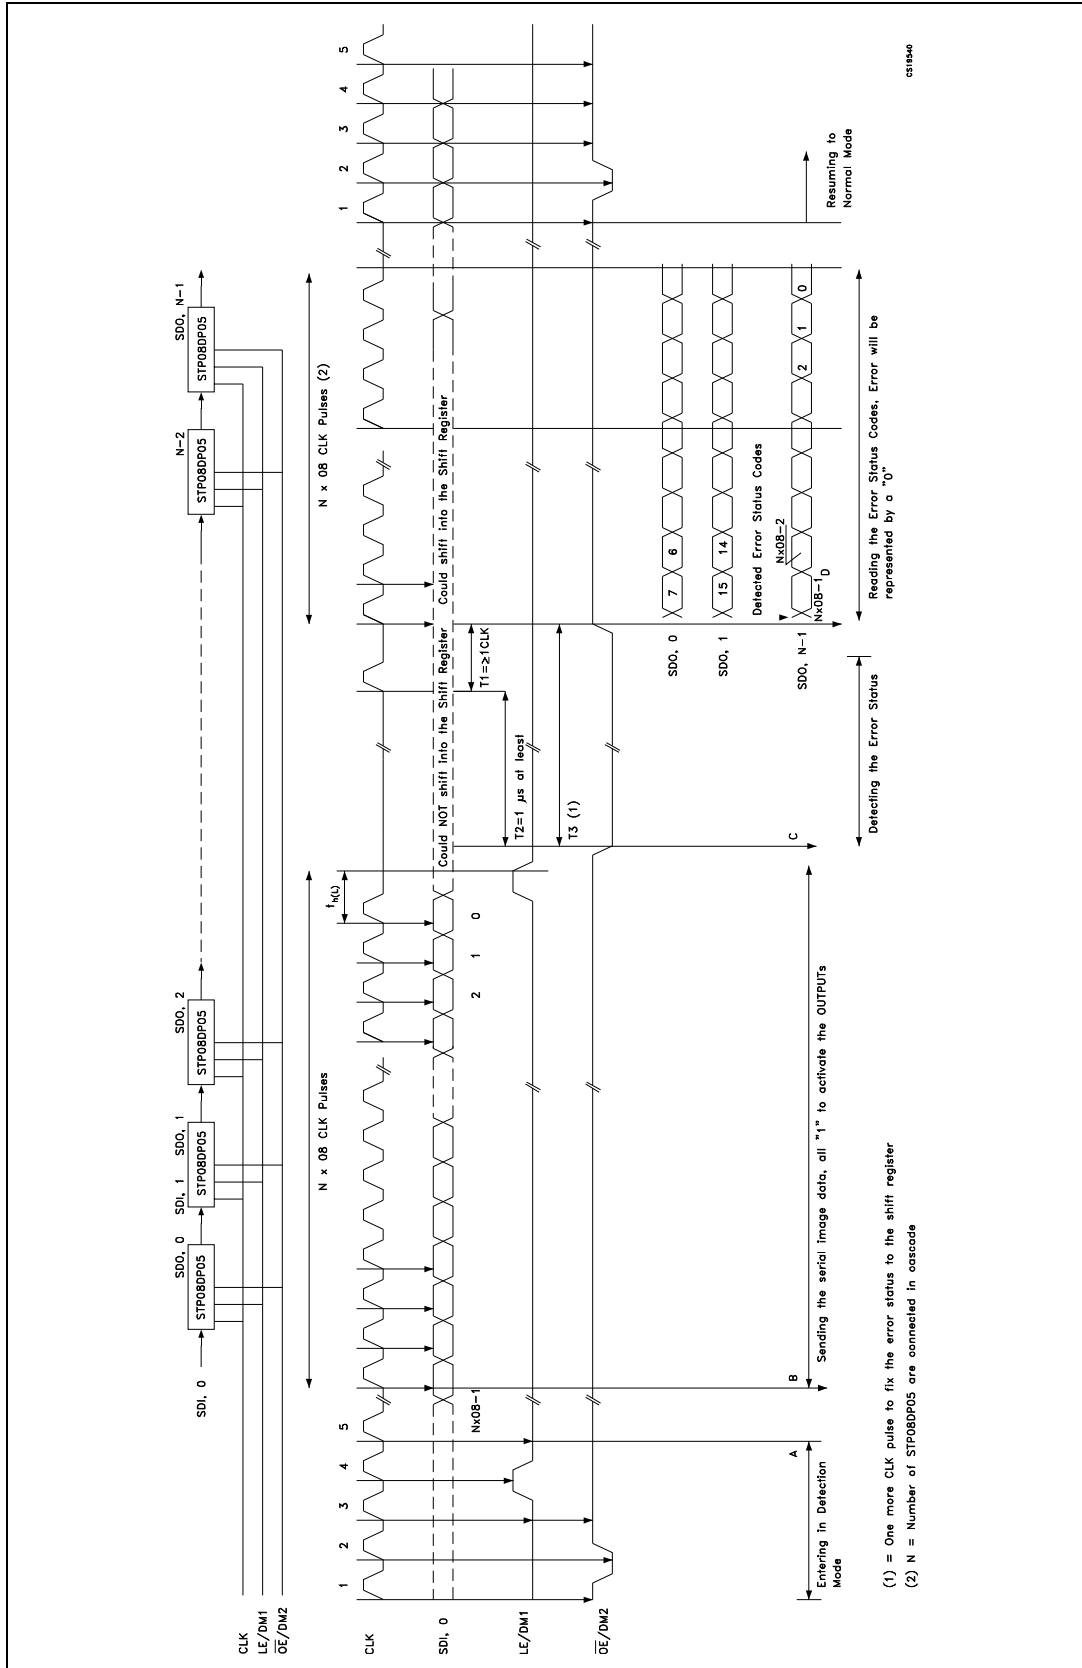 SDI, 0
SDO, 0
SDI, 1
SDO, 1
SDO, 2
N-2
SDO, N-1
STP08DP05
STP08DP05
STP08DP05
STP08DP05
STP08DP05
CLK
LE/DM1
OE/DM2
N x 08 CLK Pulses
N x 08 CLK Pulses (2)
1
2
3
4
5
1
2
3
4
5
CLK
th(L)
SDI, 0
Could NOT shift into the Shift Register
Could shift into the Shift Register
Nx08-1
2
1
0
T1=≥1CLK
T2=1 µs at least
LE/DM1
T3 (1)
OE/DM2
SDO, 0
7
6
SDO, 1
15
14
Detected Error Status Codes
Nx08-2
SDO, N-1
2
1
0
Nx08-1
D
A
B
C
Entering in Detection
Mode
Sending the serial image data, all "1" to activate the OUTPUTs
Detecting the Error Status
Reading the Error Status Codes, Error will be
represented by a "0"
Resuming to
Normal Mode
(1) = One more CLK pulse to fix the error status to the shift register
(2) N = Number of STP08DP05 are connected in cascade
CS19540